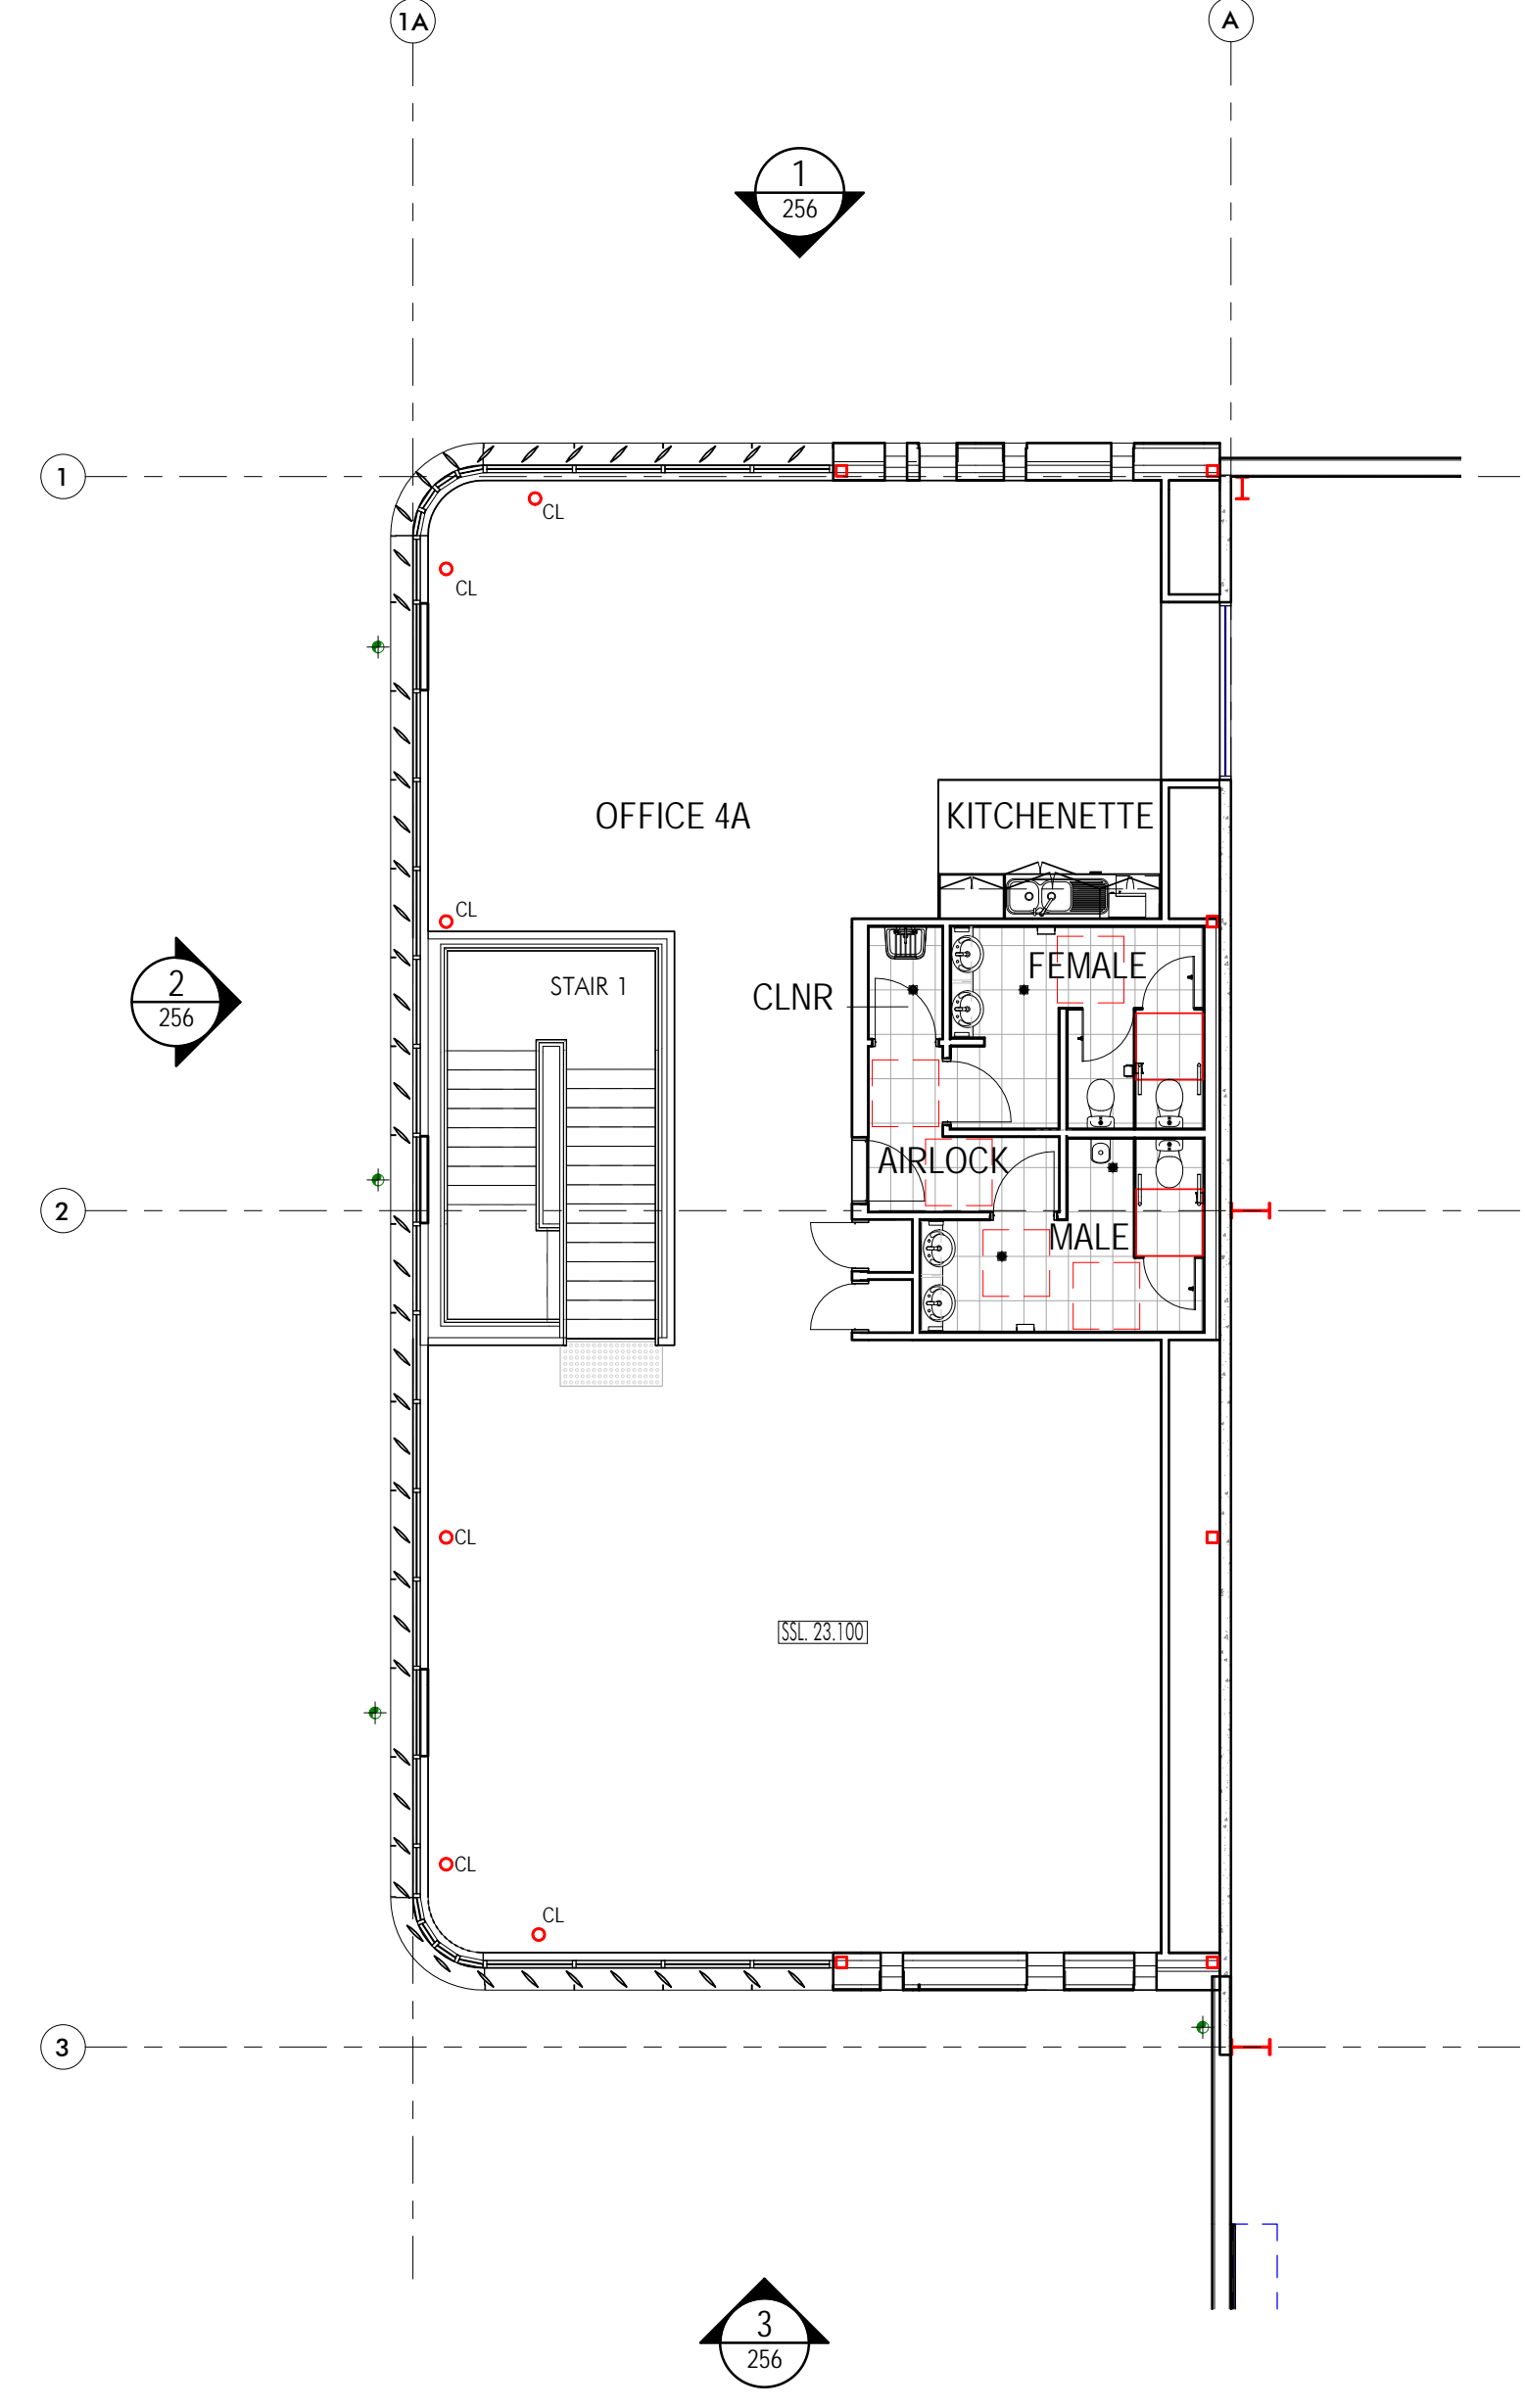 1A
A
1
256
1
CL
CL
OFFICE 4A
KITCHENETTE
CL
FEMALE
STAIR 1
CLNR
2
256
AIRLOCK
2
MALE
CL
SSL. 23.100
CL
CL
3
3
256